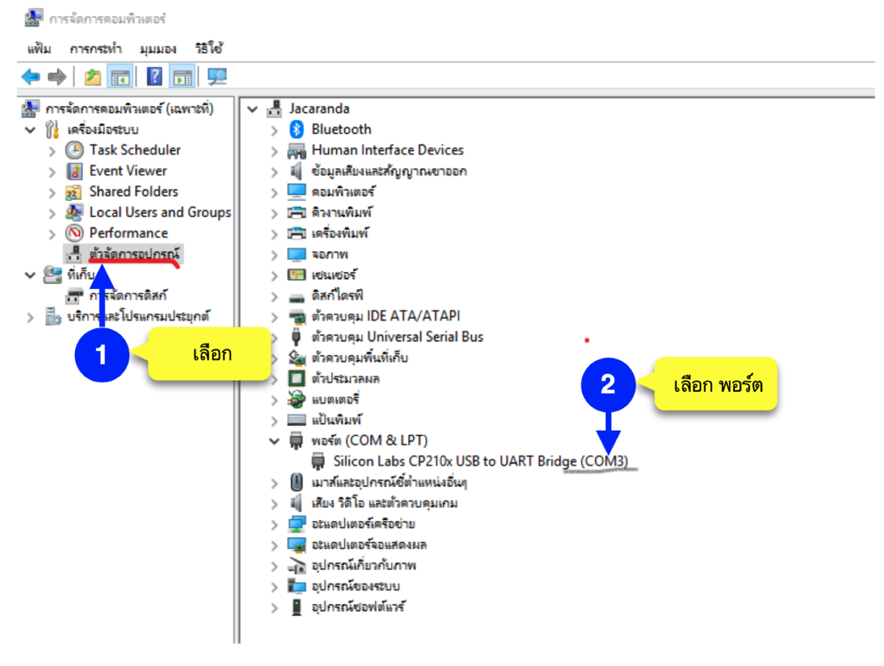 การจัดการคอมพิวเตอร์
แฟ้ม การกระทำ มุมมอง วิธีใช้
การจัดการคอมพิวเตอร์ (เฉพาะที่)
เครื่องมือระบบ
Task Scheduler
Event Viewer
Shared Folders
Local Users and Groups
Performance
ตัวจัดการอุปกรณ์
ที่เก็บ
การจัดการดิสก์
บริการและโปรแกรมประยุกต์
1
เลือก
Jacaranda
Bluetooth
Human Interface Devices
ข้อมูลเสียงและสัญญาณขาออก
คอมพิวเตอร์
คิวงานพิมพ์
เครื่องพิมพ์
จอภาพ
เซนเซอร์
ดิสก์ไดรฟ์
ตัวควบคุม IDE ATA/ATAPI
ตัวควบคุม Universal Serial Bus
ตัวควบคุมพื้นที่เก็บ
ตัวประมวลผล
แบตเตอรี่
แป้นพิมพ์
พอร์ต (COM & LPT)
Silicon Labs CP210x USB to UART Bridge (COM3)
เมาส์และอุปกรณ์ชี้ตำแหน่งอื่นๆ
เสียง วิดีโอ และตัวควบคุมเกม
อะแดปเตอร์เครือข่าย
อะแดปเตอร์จอแสดงผล
อุปกรณ์เกี่ยวกับภาพ
อุปกรณ์ของระบบ
อุปกรณ์ซอฟต์แวร์
2
เลือก พอร์ต